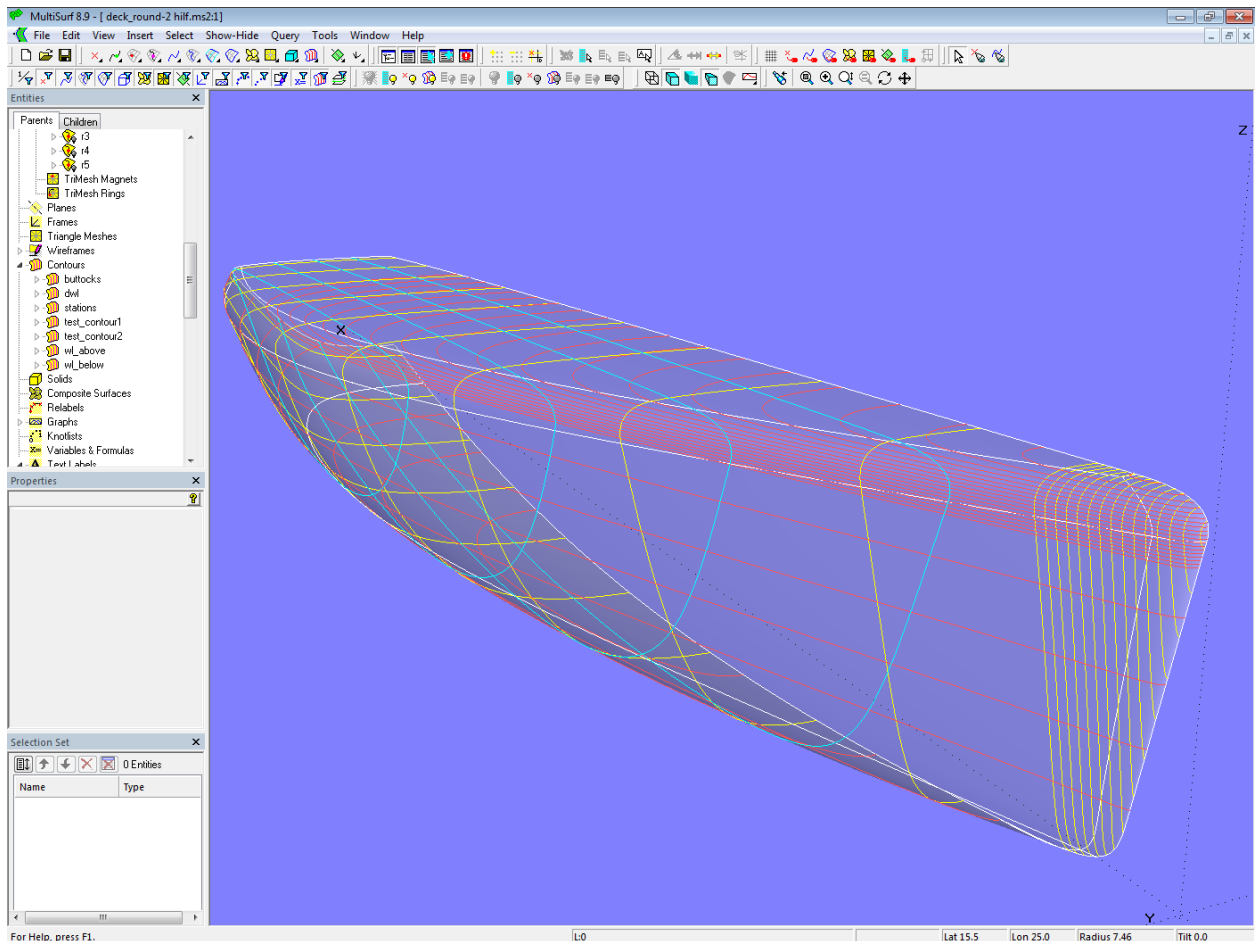 MultiSurf 8.9 - [ deck_round-2 hilf.ms2:1]
File Edit View Insert Select Show-Hide Query Tools Window Help
Entities
Parents Children
r3
r4
r5
TriMesh Magnets
TriMesh Rings
Planes
Frames
Triangle Meshes
Wireframes
Contours
buttocks
dwl
stations
test_contour1
test_contour2
wl_above
wl_below
Solids
Composite Surfaces
Relabels
Graphs
Knotlists
Variables & Formulas
Text Labels
Properties
Selection Set
0 Entities
Name Type
Z
X
Y
For Help, press F1. L:0 Lat 15.5 Lon 25.0 Radius 7.46 Tilt 0.0